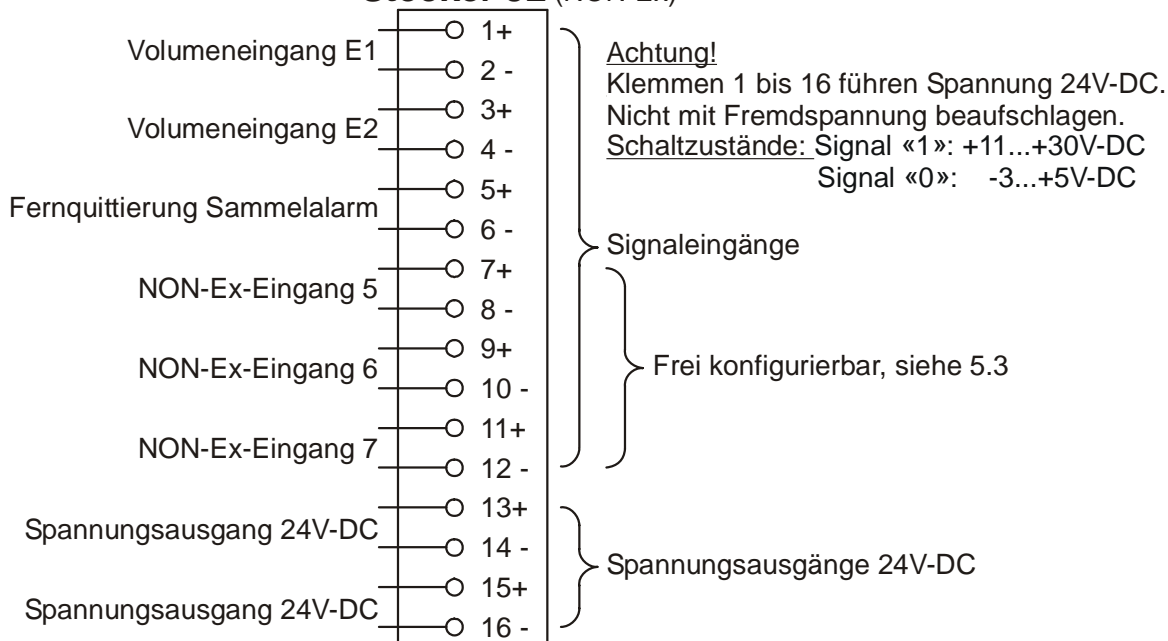 Stecker (NON-Ex)
Volumeneingang E1
1+
2 -
Volumeneingang E2
3+
4 -
Fernquittierung Sammelalarm
5+
6 -
NON-Ex-Eingang 5
7+
8 -
NON-Ex-Eingang 6
9+
10 -
NON-Ex-Eingang 7
11+
12 -
Spannungsausgang 24V-DC
13+
14 -
Spannungsausgang 24V-DC
15+
16 -
Achtung!
Klemmen 1 bis 16 führen Spannung 24V-DC.
Nicht mit Fremdspannung beaufschlagen.
Schaltzustände: Signal «1»: +11...+30V-DC
Signal «0»: -3...+5V-DC
Signaleingänge
Frei konfigurierbar, siehe 5.3
Spannungsausgänge 24V-DC